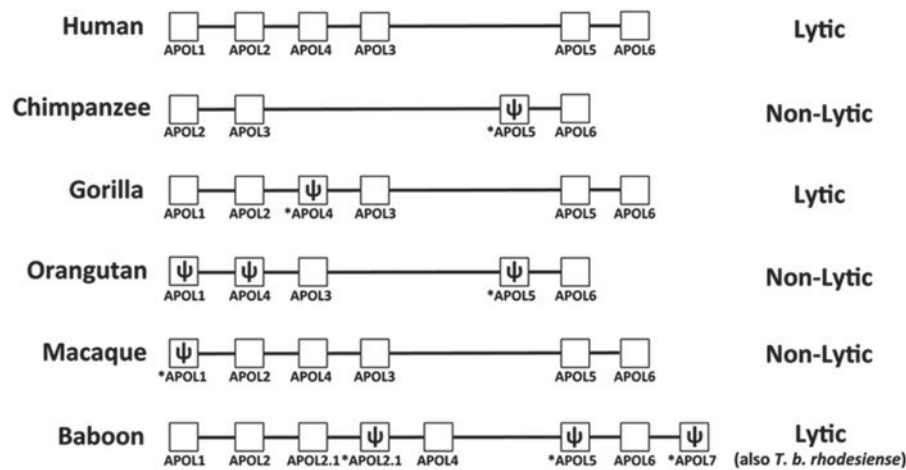 Human Lytic
APOL1 APOL2 APOL4 APOL3 APOL5 APOL6
Chimpanzee ψ Non-Lytic
APOL2 APOL3 *APOL5 APOL6
Gorilla ψ Lytic
APOL1 APOL2 *APOL4 APOL3 APOL5 APOL6
Orangutan ψ ψ ψ Non-Lytic
APOL1 APOL4 APOL3 *APOL5 APOL6
Macaque ψ Non-Lytic
*APOL1 APOL2 APOL4 APOL3 APOL5 APOL6
Baboon ψ ψ ψ Lytic
APOL1 APOL2 APOL2.1 *APOL2.1 APOL4 *APOL5 APOL6 *APOL7 (also T. b. rhodesiense)